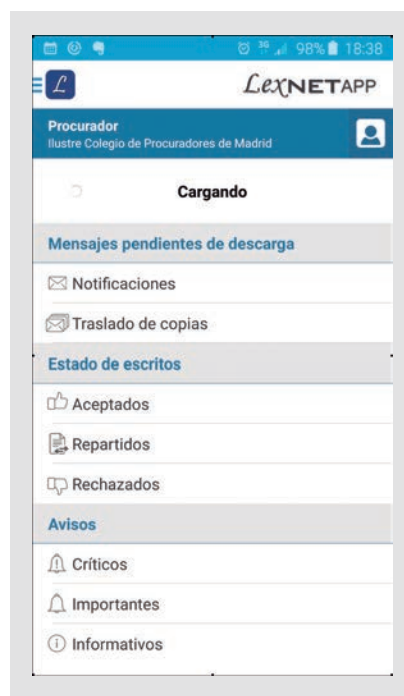 3G 98% 18:38
L LexNETAPP
Procurador
Ilustre Colegio de Procuradores de Madrid
Cargando
Mensajes pendientes de descarga
Notificaciones
Traslado de copias
Estado de escritos
Aceptados
Repartidos
Rechazados
Avisos
Críticos
Importantes
Informativos